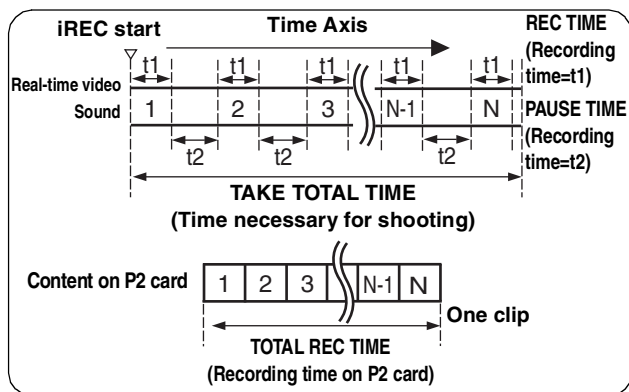 iREC start
Time Axis
REC TIME
(Recording
time=t1)
t1 t1 t1 t1 t1
Real-time video
Sound
1 2 3 N-1 N
PAUSE TIME
(Recording
time=t2)
t2 t2 t2
TAKE TOTAL TIME
(Time necessary for shooting)
Content on P2 card
1 2 3 N-1 N
One clip
TOTAL REC TIME
(Recording time on P2 card)